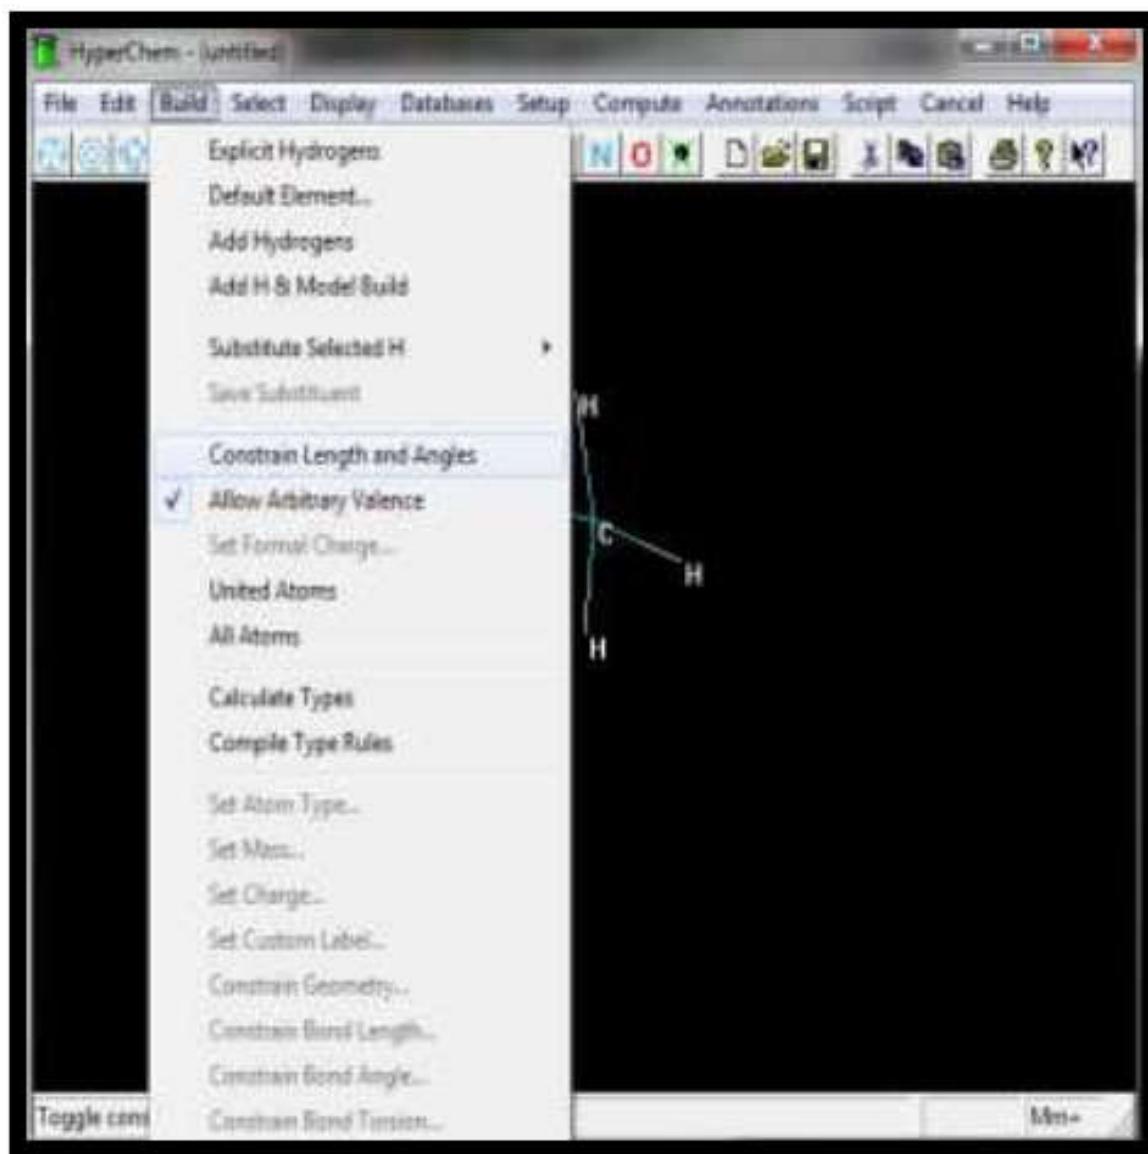 HyperChem - (untitled)
File Edit Build Select Display Databases Setup Compute Annotations Script Cancel Help
N O ?
Explicit Hydrogens
Default Element...
Add Hydrogens
Add H & Model Build
Substitute Selected H
Save Substituent
H
Constrain Length and Angles
Allow Arbitrary Valence
C
Set Formal Charge...
H
United Atoms
All Atoms
H
Calculate Types
Compile Type Rules
Set Atom Type...
Set Mass...
Set Charge...
Set Custom Label...
Constrain Geometry...
Constrain Bond Length...
Constrain Bond Angle...
Toggle cons
Constrain Bond Torsion...
Mm+